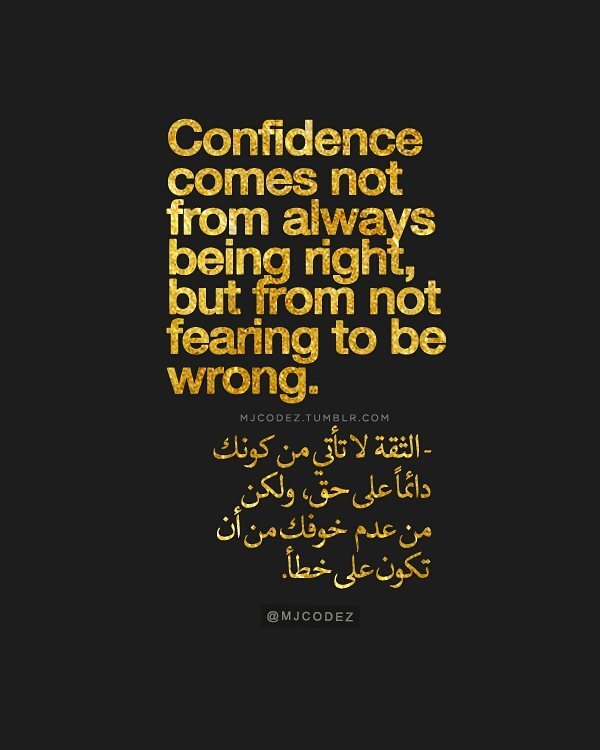 Confidence
comes not
from always
being right,
but from not
fearing to be
wrong.
MJCODEZ.TUMBLR.COM
- الثقة لا تأتي من كونك
دائماً على حق، ولكن
من عدم خوفك من أن
تكون على خطأ.
@MJCODEZ